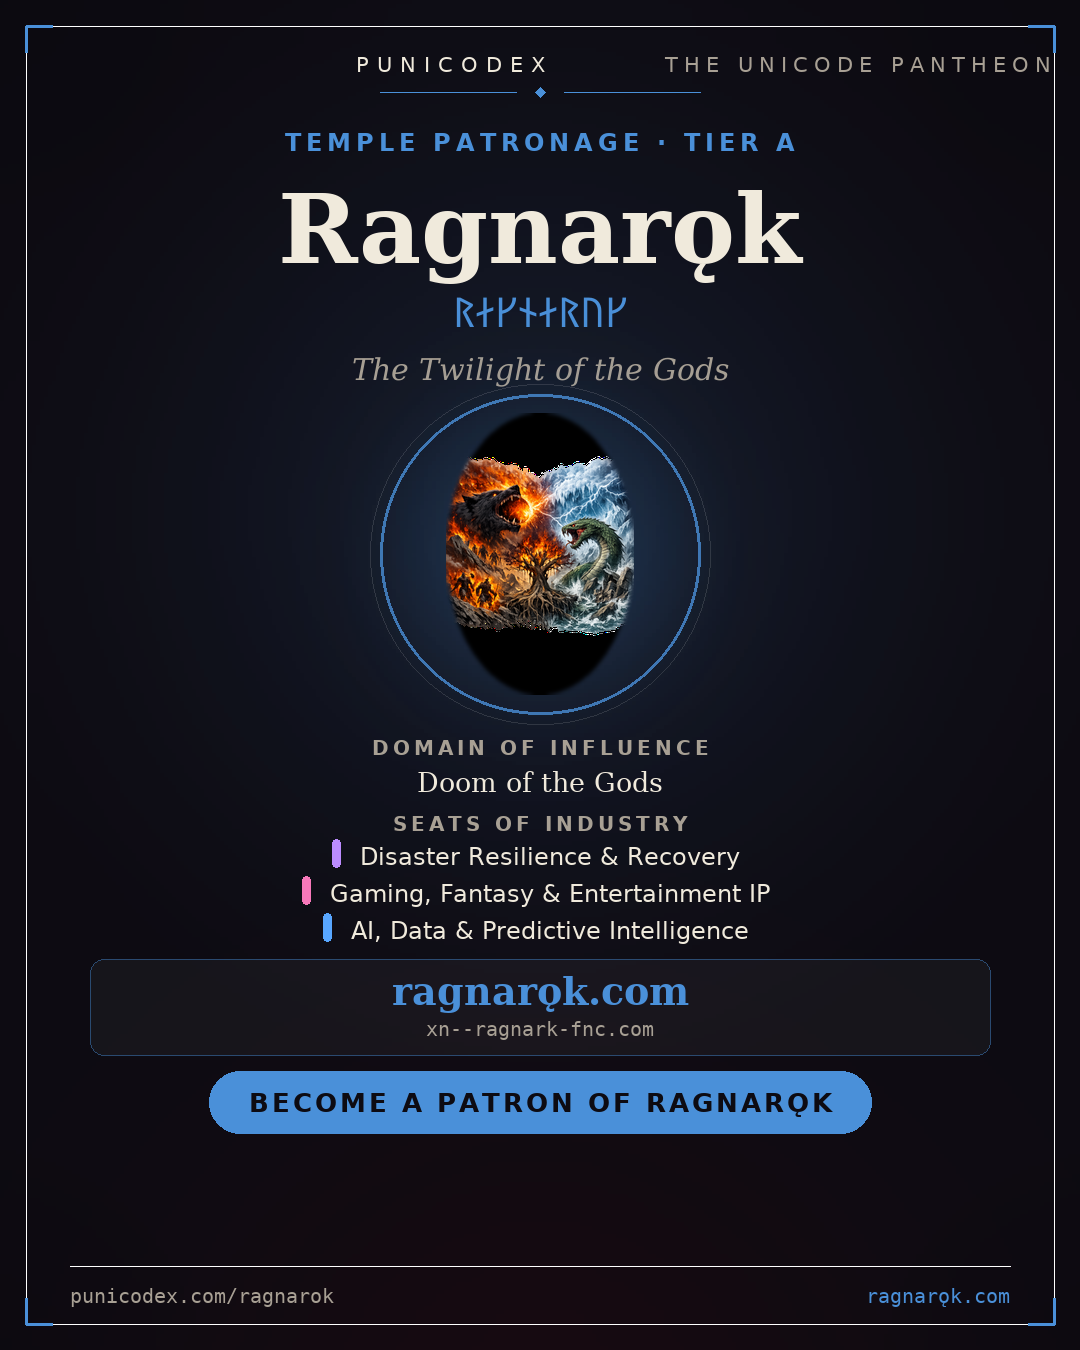 PUNICODEX THE UNICODE PANTHEON
TEMPLE PATRONAGE · TIER A
Ragnarǫk
ᚱᛅᚴᚾᛅᚱᚢᚴ
The Twilight of the Gods
DOMAIN OF INFLUENCE
Doom of the Gods
SEATS OF INDUSTRY
Disaster Resilience & Recovery
Gaming, Fantasy & Entertainment IP
AI, Data & Predictive Intelligence
ragnarǫk.com
xn--ragnark-fnc.com
BECOME A PATRON OF RAGNARǪK
punicodex.com/ragnarok ragnarǫk.com